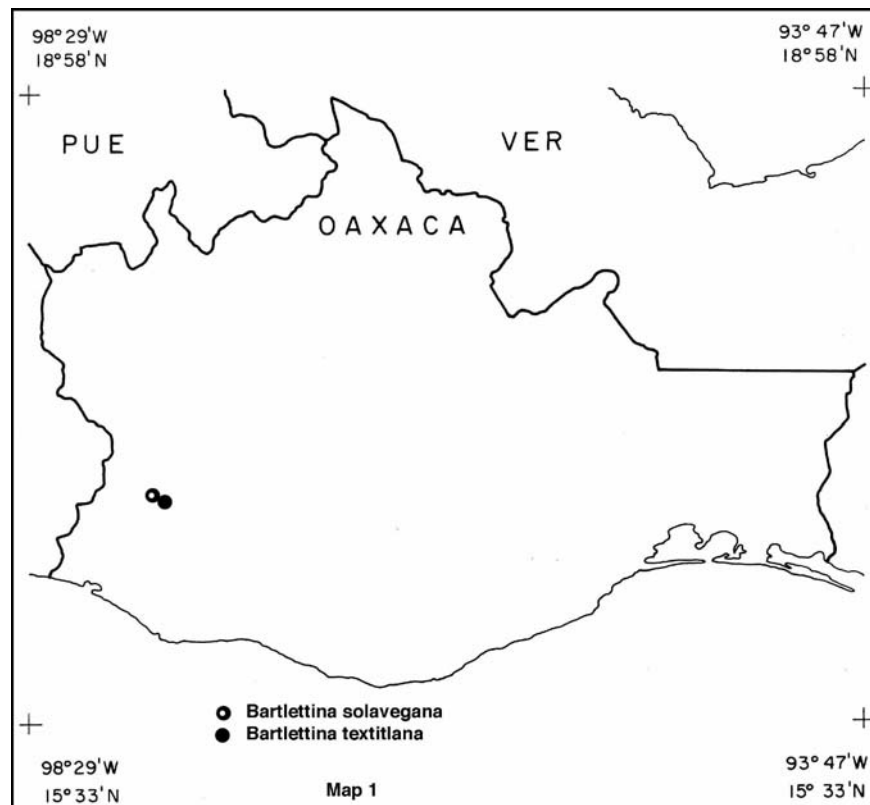 98°29'W
18°58'N
93°47'W
18°58'N
PUE
VER
OAXACA
Bartlettina solavegana
Bartlettina textitlana
98°29'W
15°33'N
Map 1
93°47'W
15° 33'N